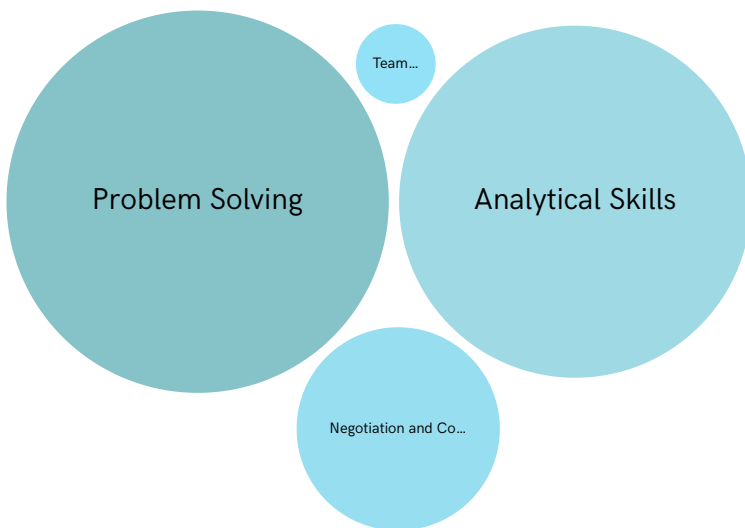 Team…
Problem Solving
Analytical Skills
Negotiation and Co…